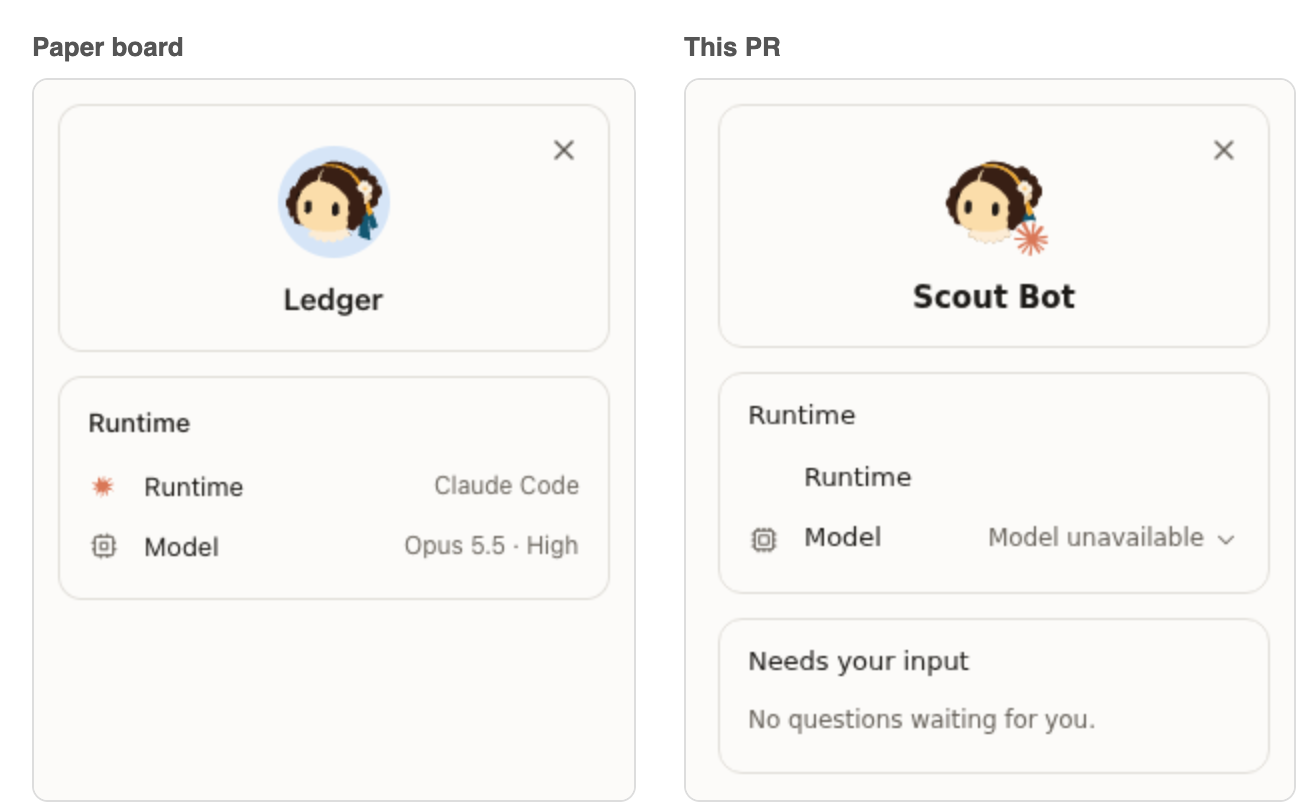 Paper board
Ledger
Runtime
Runtime Claude Code
Model Opus 5.5 · High
This PR
Scout Bot
Runtime
Runtime
Model Model unavailable
Needs your input
No questions waiting for you.